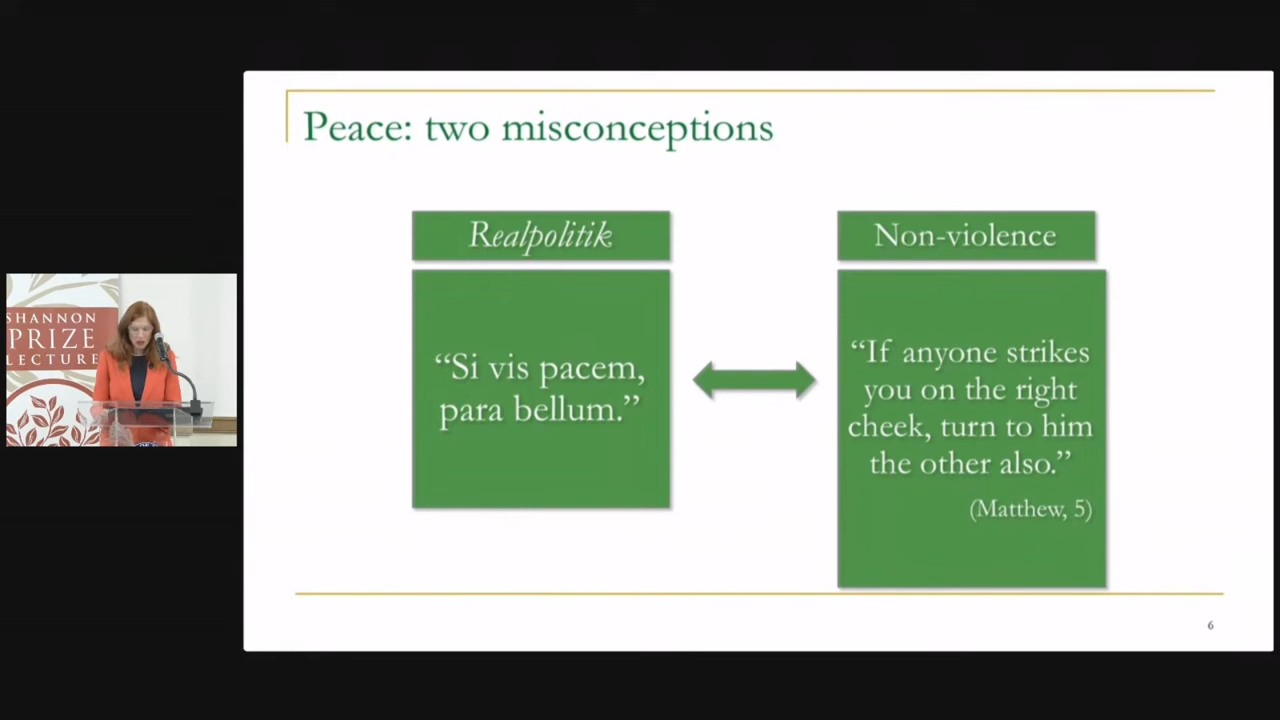 Peace: two misconceptions
Realpolitik
Non-violence
“Si vis pacem,
para bellum.”
“If anyone strikes
you on the right
cheek, turn to him
the other also.”
(Matthew, 5)
6
SHANNON
PRIZE
LECTURE